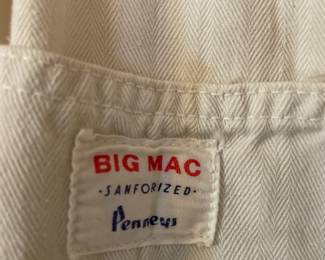 BIG MAC
·SANFORIZED·
Penneys